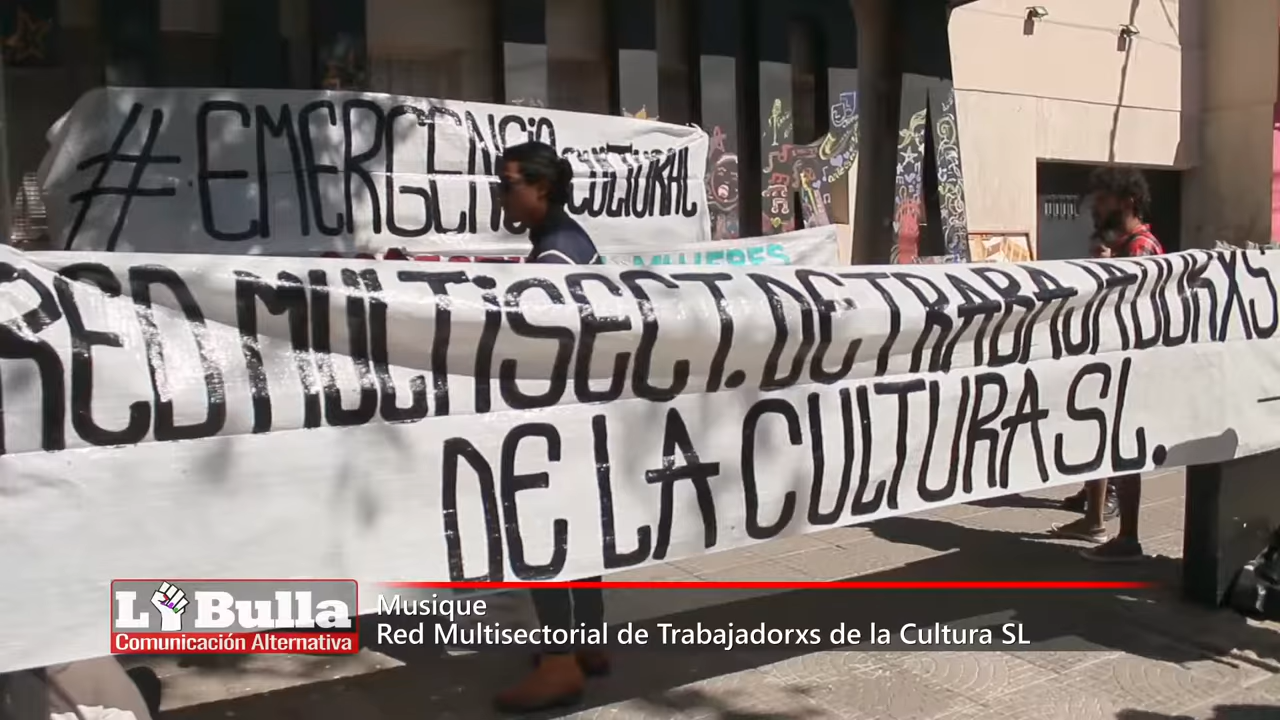 #EMERGENCIA CULTURAL
MUJERES
RED MULTISECT. DE TRABAJADORXS
DE LA CULTURA SL.
LA Bulla
Comunicación Alternativa
Musique
Red Multisectorial de Trabajadorxs de la Cultura SL